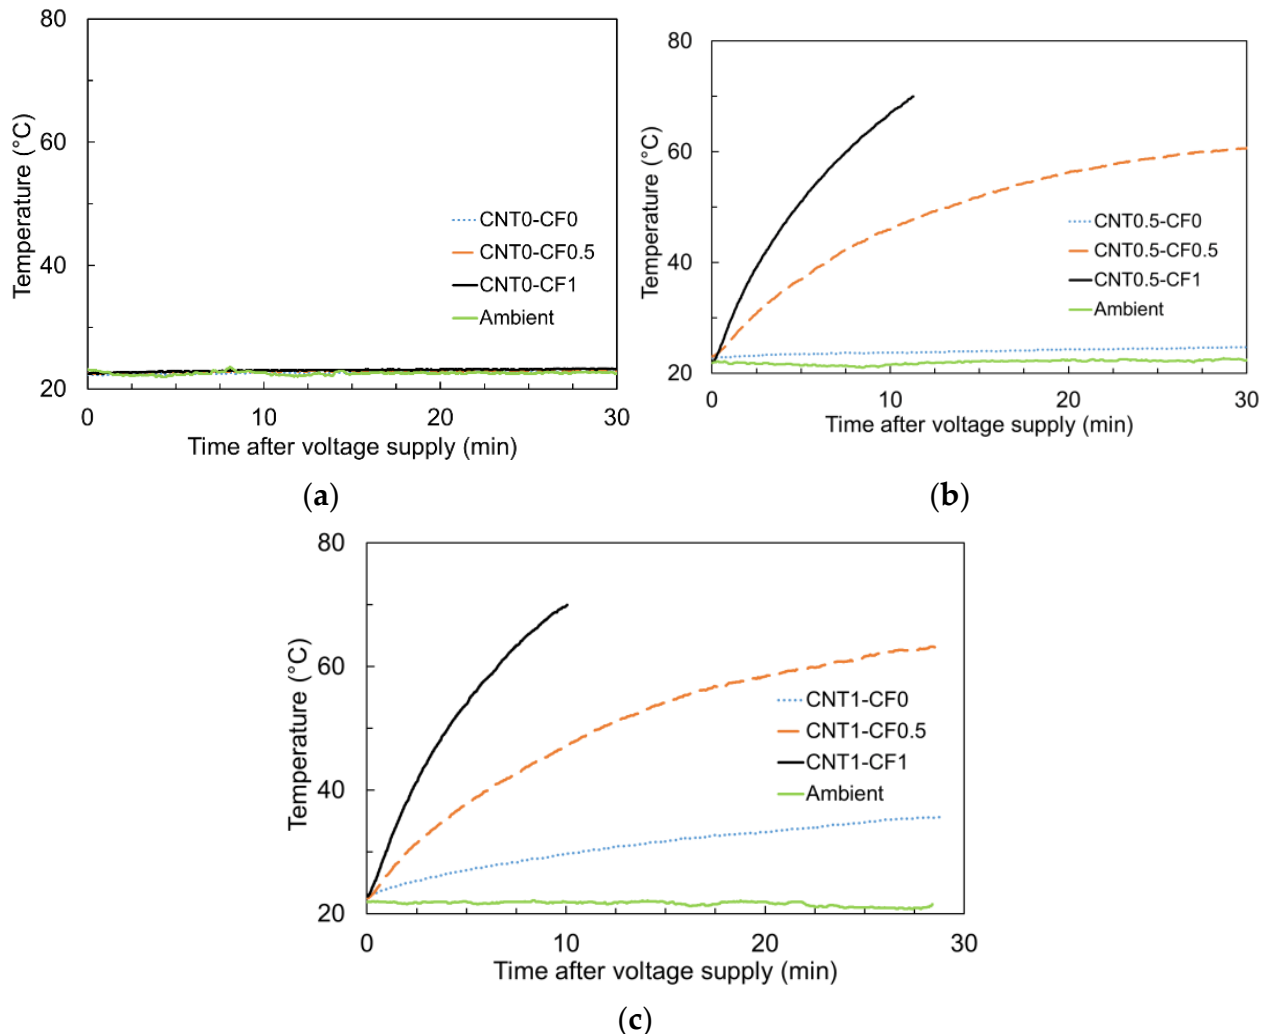 80
60
40
20
Temperature (°C)
CNT0-CF0
CNT0-CF0.5
CNT0-CF1
Ambient
0
10
20
30
Time after voltage supply (min)
(a)
80
60
40
20
Temperature (°C)
CNT0.5-CF0
CNT0.5-CF0.5
CNT0.5-CF1
Ambient
0
10
20
30
Time after voltage supply (min)
(b)
80
60
40
20
Temperature (°C)
CNT1-CF0
CNT1-CF0.5
CNT1-CF1
Ambient
0
10
20
30
Time after voltage supply (min)
(c)